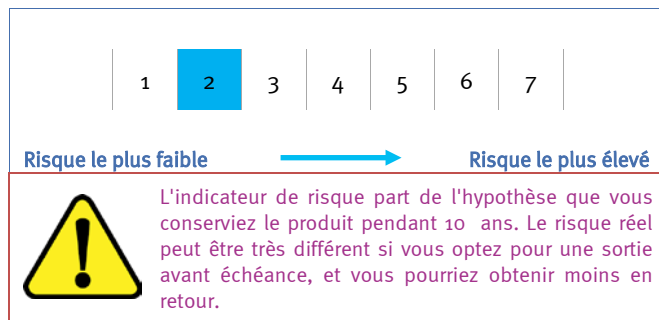 1 2 3 4 5 6 7
Risque le plus faible Risque le plus élevé
L'indicateur de risque part de l'hypothèse que vous
conserviez le produit pendant 10 ans. Le risque réel
peut être très différent si vous optez pour une sortie
avant échéance, et vous pourriez obtenir moins en
retour.